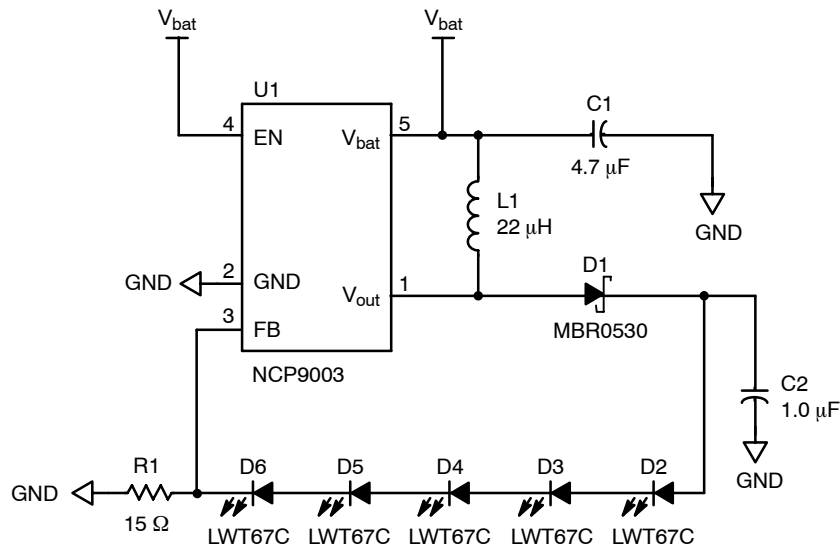 Vbat
Vbat
U1
C1
4
EN
Vbat
5
4.7 μF
L1
22 μH
GND
GND
2
GND
1
D1
Vout
3
FB
MBR0530
NCP9003
C2
1.0 μF
R1
D6
D5
D4
D3
D2
GND
GND
15 Ω
LWT67C
LWT67C
LWT67C
LWT67C
LWT67C